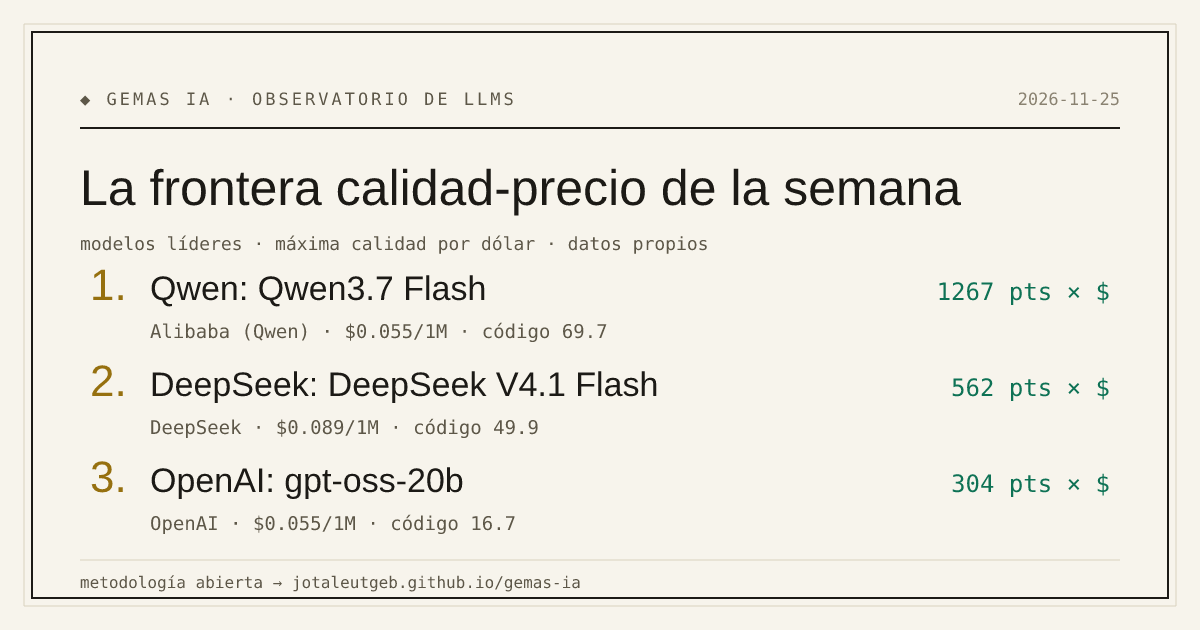 ◆ GEMAS IA · OBSERVATORIO DE LLMS
2026-11-25
La frontera calidad-precio de la semana
modelos líderes · máxima calidad por dólar · datos propios
1. Qwen: Qwen3.7 Flash 1267 pts × $
Alibaba (Qwen) · $0.055/1M · código 69.7
2. DeepSeek: DeepSeek V4.1 Flash 562 pts × $
DeepSeek · $0.089/1M · código 49.9
3. OpenAI: gpt-oss-20b 304 pts × $
OpenAI · $0.055/1M · código 16.7
metodología abierta → jotaleutgeb.github.io/gemas-ia